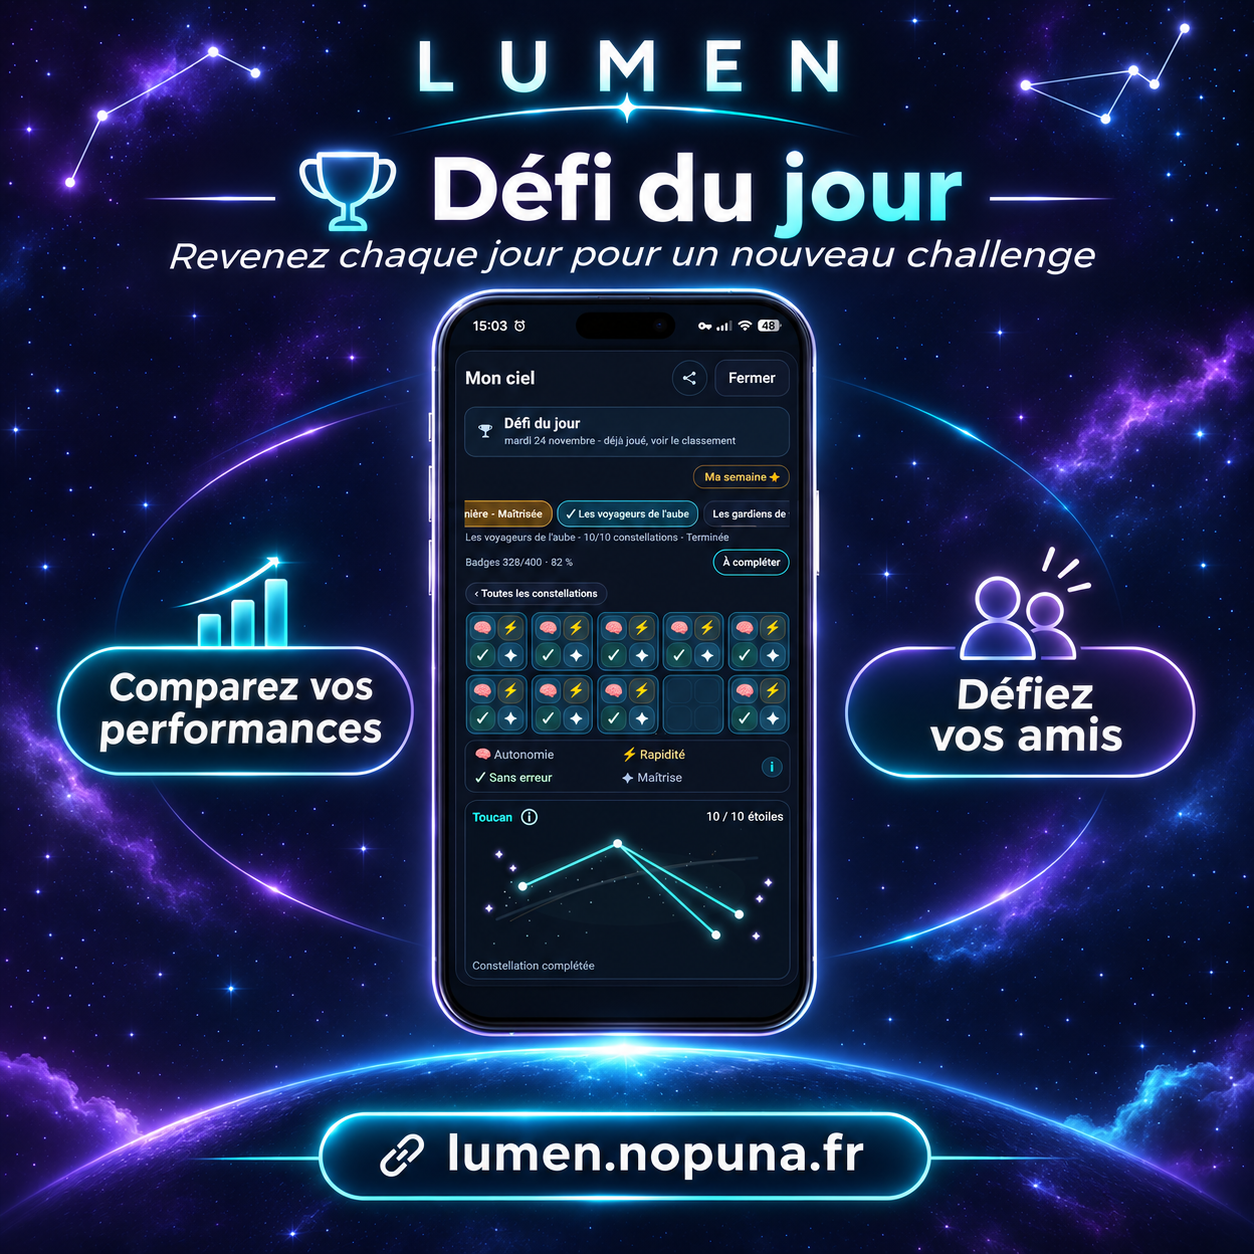 LUMEN
Défi du jour
Revenez chaque jour pour un nouveau challenge
15:03
48
Mon ciel
Fermer
Défi du jour
mardi 24 novembre - déjà joué, voir le classement
Ma semaine
nière - Maîtrisée
✓ Les voyageurs de l'aube
Les gardiens de
Les voyageurs de l'aube - 10/10 constellations - Terminée
Badges 328/400 · 82 %
À compléter
‹ Toutes les constellations
Autonomie
Rapidité
Sans erreur
Maîtrise
i
Toucan
10 / 10 étoiles
Constellation complétée
Comparez vos
performances
Défiez
vos amis
lumen.nopuna.fr